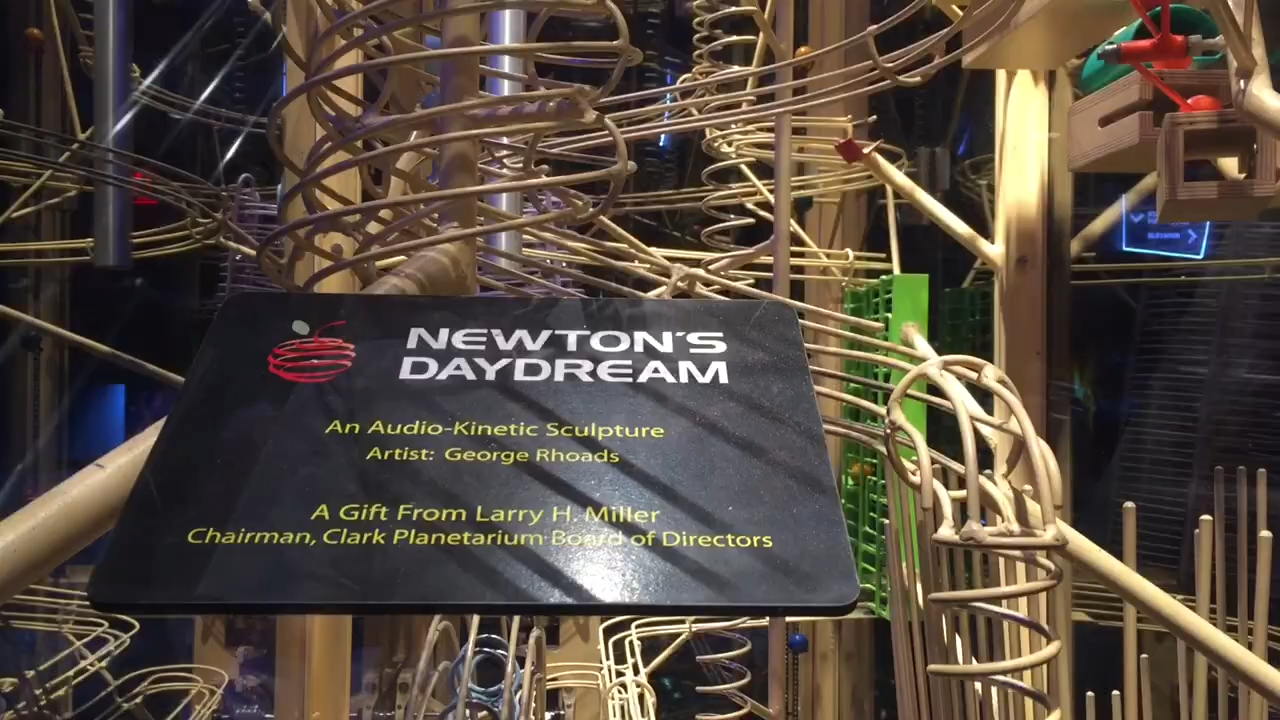 NEWTON'S
DAYDREAM
An Audio-Kinetic Sculpture
Artist: George Rhoads
A Gift From Larry H. Miller
Chairman, Clark Planetarium Board of Directors